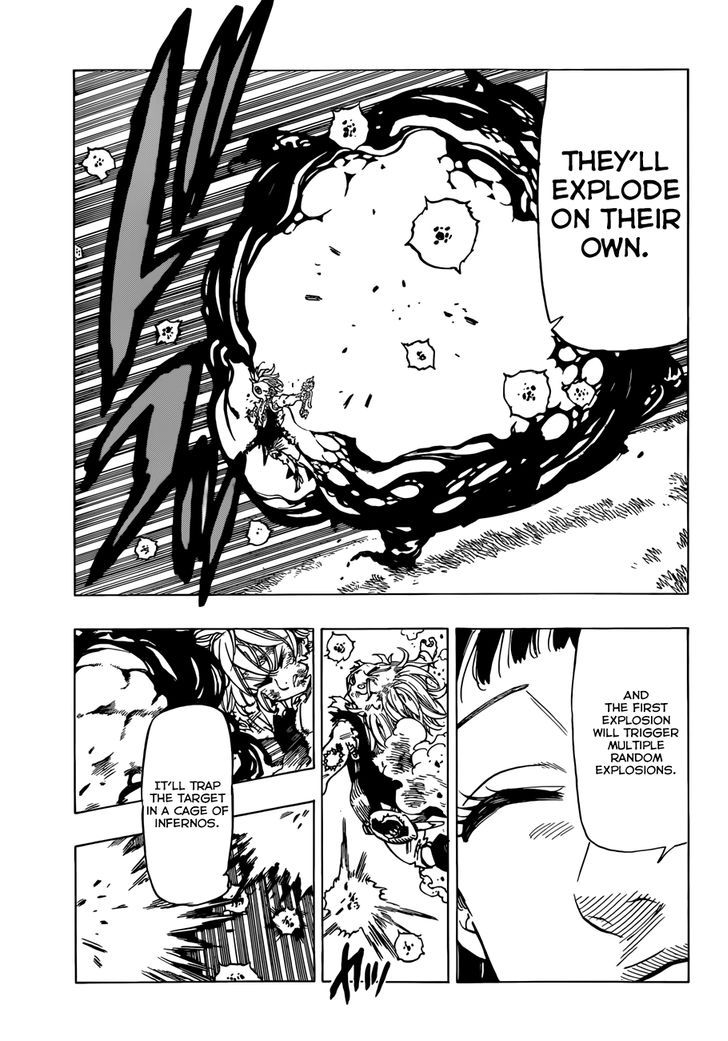 THEY'LL
EXPLODE
ON THEIR
OWN.
AND
THE FIRST
EXPLOSION
WILL TRIGGER
MULTIPLE
RANDOM
EXPLOSIONS.
IT'LL TRAP
THE TARGET
IN A CAGE OF
INFERNOS.